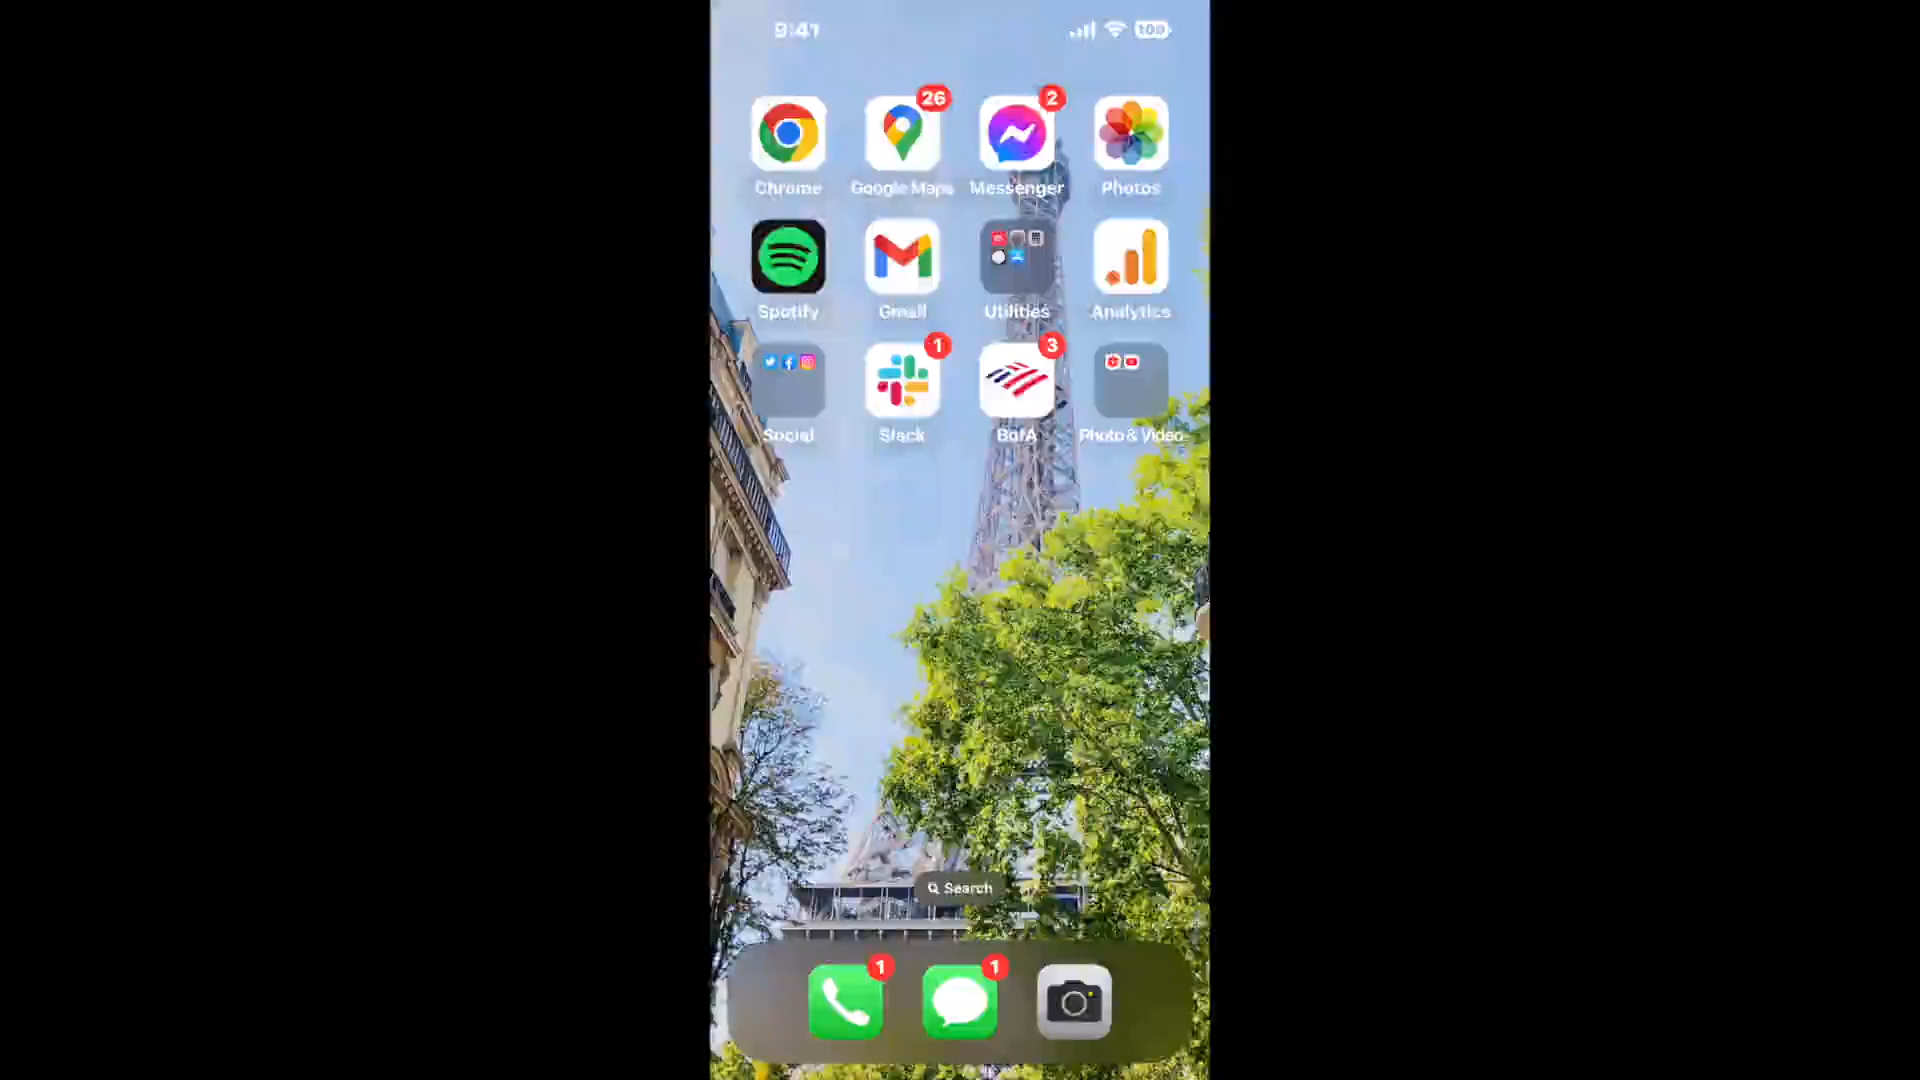 9:41
100
26
2
Chrome
Google Maps
Messenger
Photos
Spotify
Gmail
Utilities
Analytics
1
3
Social
Slack
BofA
Photo & Video
Search
1
1